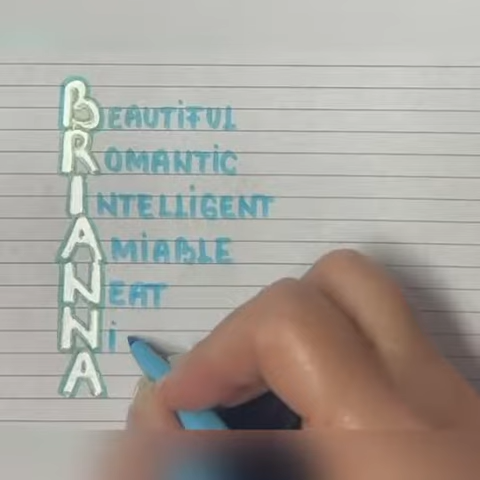 BEAUTiFUL
ROMANTiC
INTELLiGENT
AMiABLE
NEAT
Ni
A